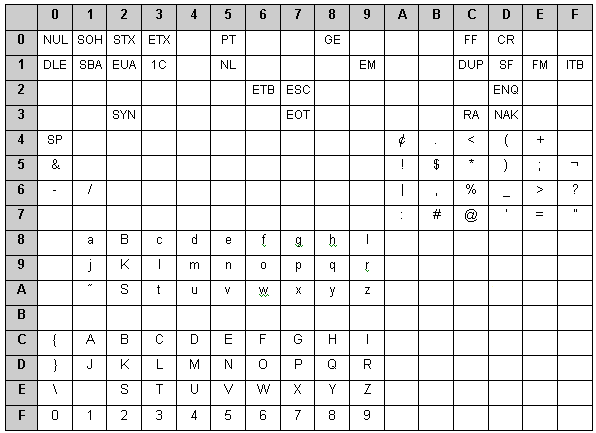 0 1 2 3 4 5 6 7 8 9 A B C D E F
0 NUL SOH STX ETX PT GE FF CR
1 DLE SBA EUA 1C NL EM DUP SF FM ITB
2 ETB ESC ENQ
3 SYN EOT RA NAK
4 SP ¢ . < ( +
5 & ! $ * ) ; ¬
6 - / | , % _ > ?
7 : # @ ' = "
8 a B c d e f g h I
9 j K l m n o p q r
A ˜ S t u v w x y z
B
C { A B C D E F G H I
D } J K L M N O P Q R
E \ S T U V W X Y Z
F 0 1 2 3 4 5 6 7 8 9